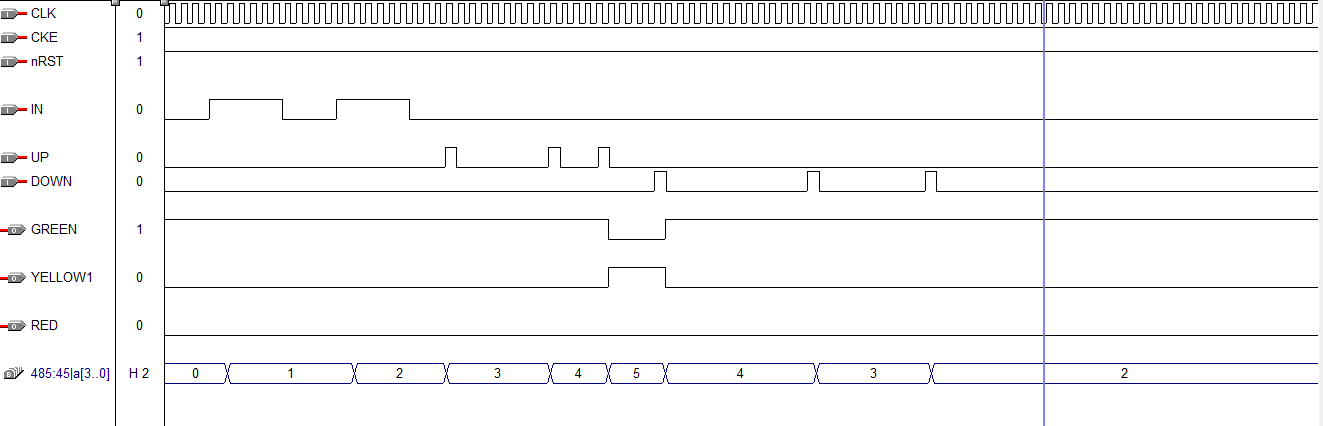 CLK 0
CKE 1
nRST 1
IN 0
UP 0
DOWN 0
GREEN 1
YELLOW1 0
RED 0
485:45|a[3..0] H 2 0 1 2 3 4 5 4 3 2